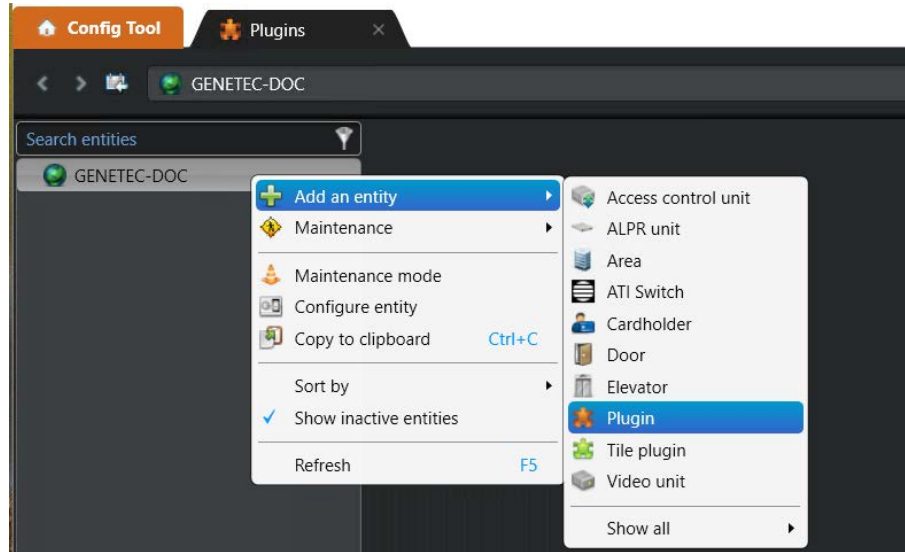 Config Tool
Plugins
GENETEC-DOC
Search entities
GENETEC-DOC
Add an entity
Maintenance
Maintenance mode
Configure entity
Copy to clipboard Ctrl+C
Sort by
Show inactive entities
Refresh F5
Access control unit
ALPR unit
Area
ATI Switch
Cardholder
Door
Elevator
Plugin
Tile plugin
Video unit
Show all